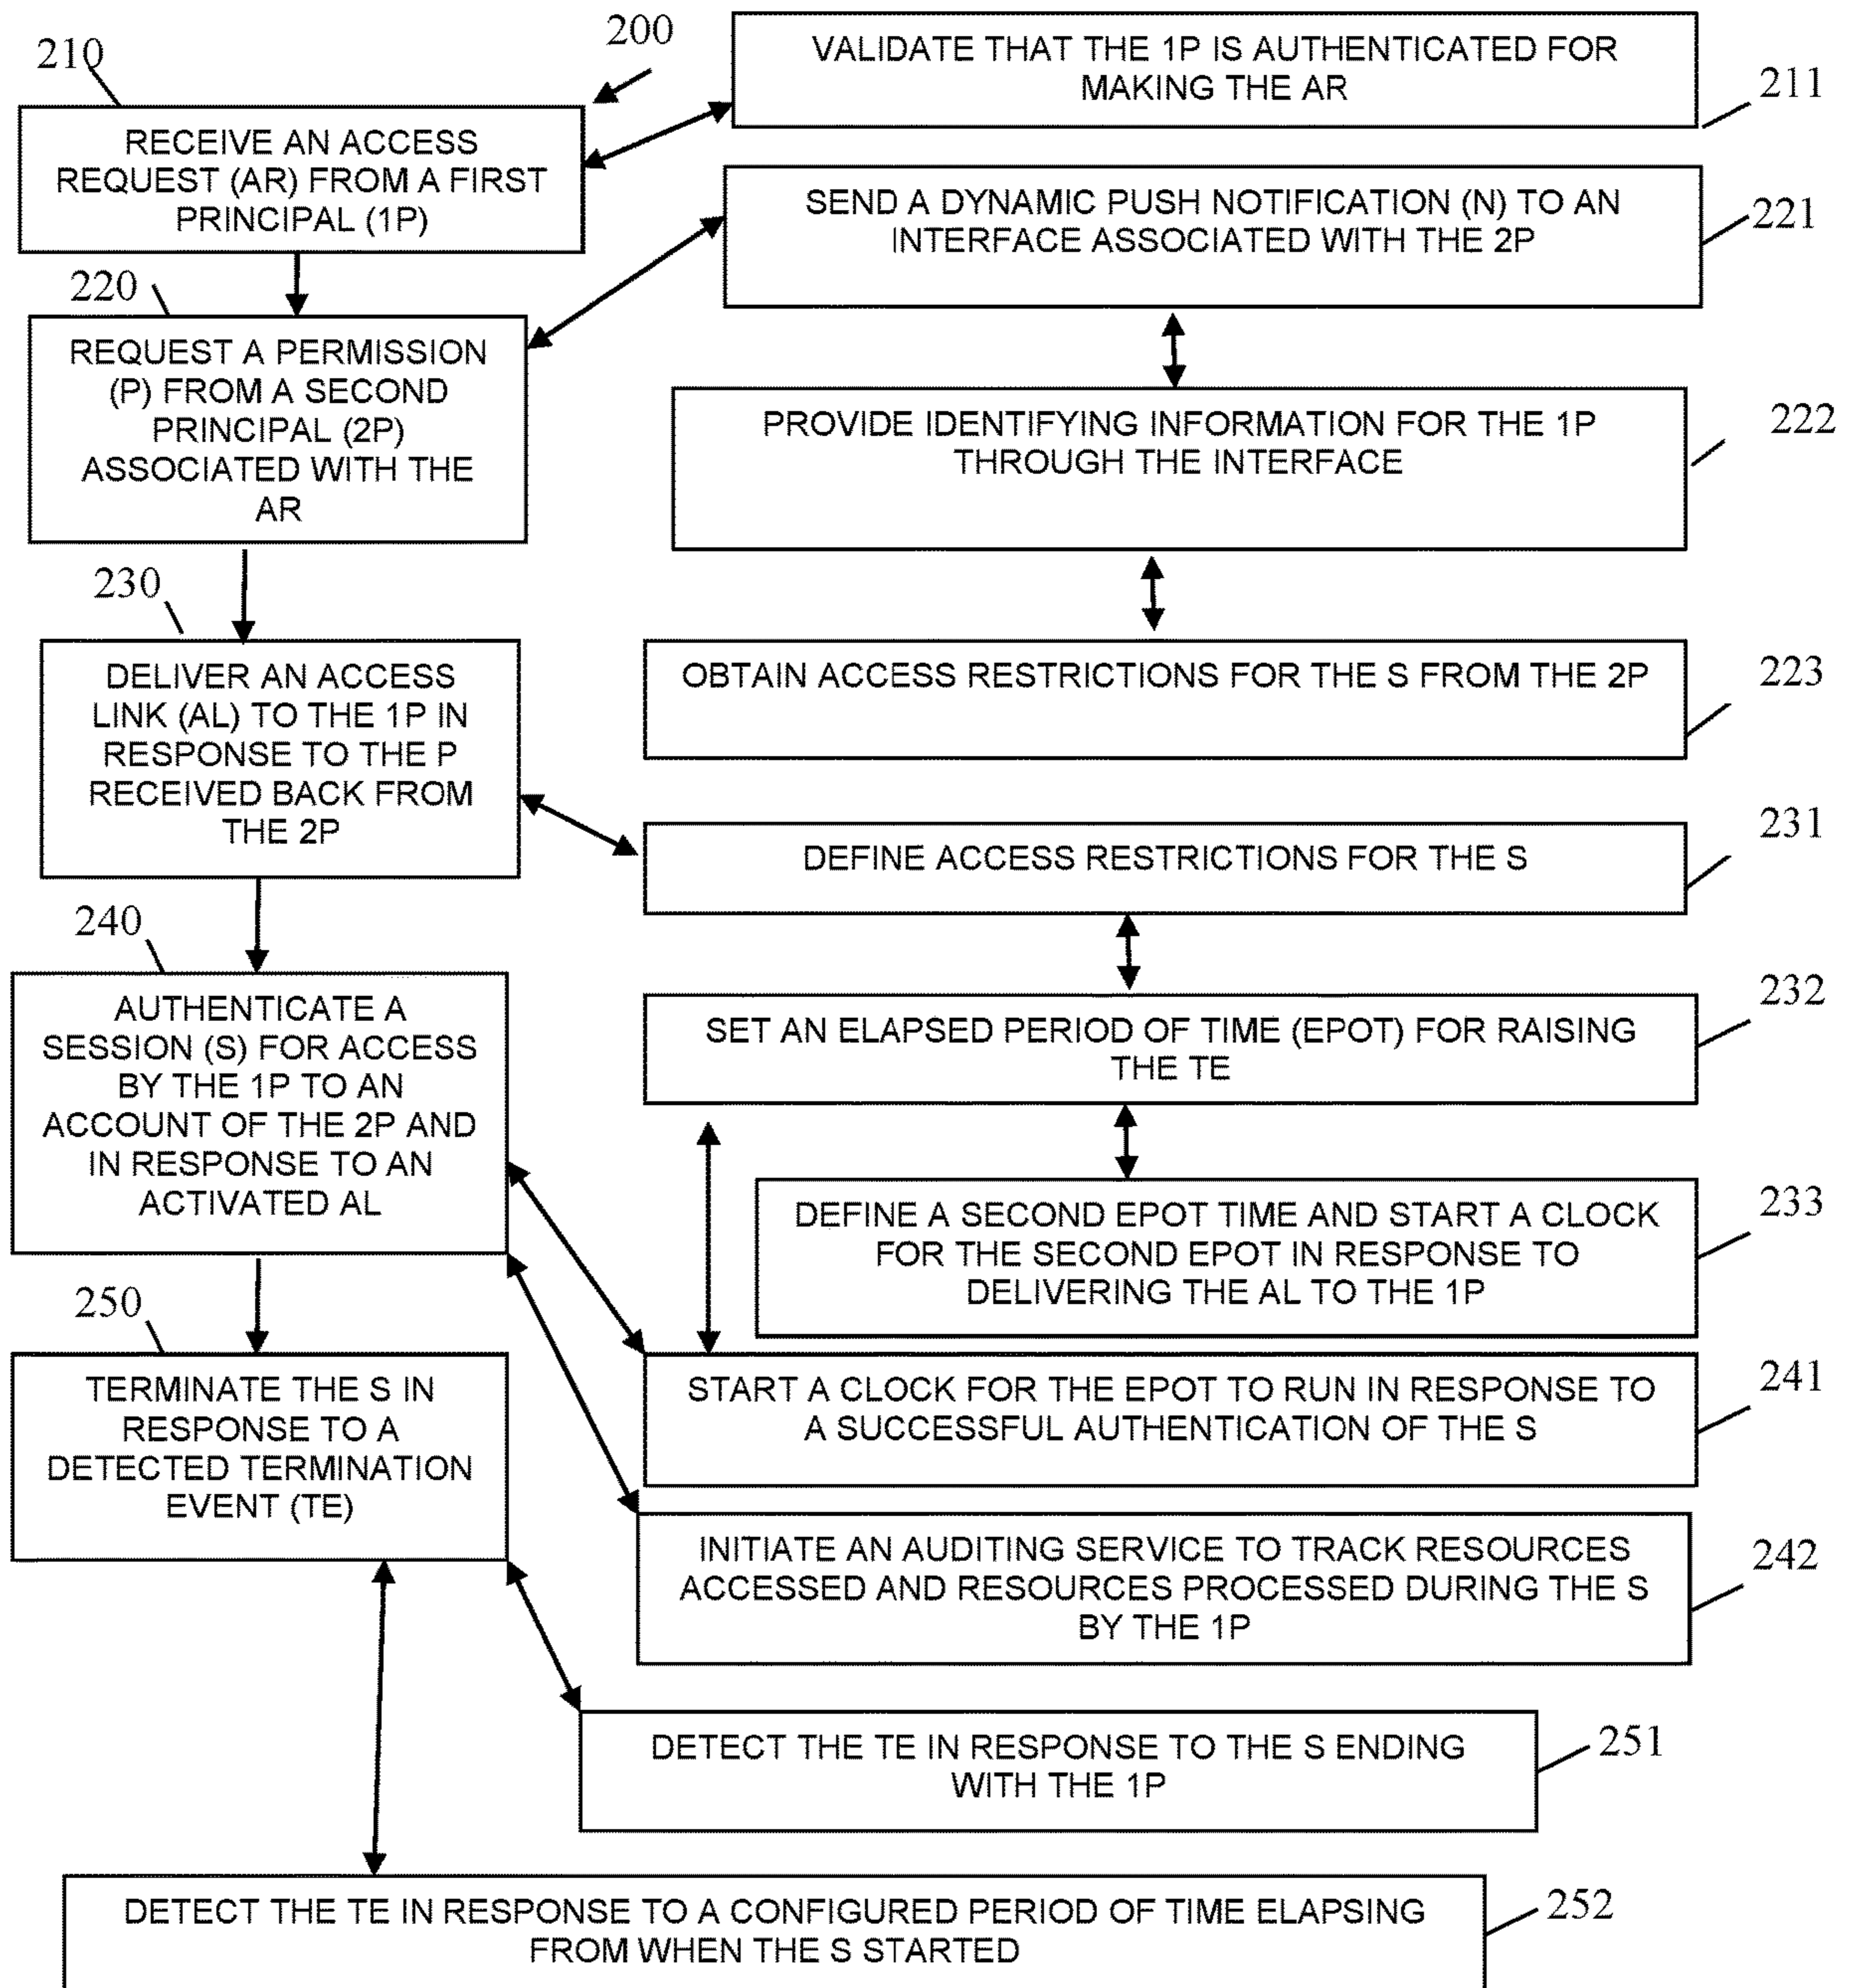 200
210
RECEIVE AN ACCESS
REQUEST (AR) FROM A FIRST
PRINCIPAL (1P)
VALIDATE THAT THE 1P IS AUTHENTICATED FOR
MAKING THE AR
211
220
REQUEST A PERMISSION
(P) FROM A SECOND
PRINCIPAL (2P)
ASSOCIATED WITH THE
AR
SEND A DYNAMIC PUSH NOTIFICATION (N) TO AN
INTERFACE ASSOCIATED WITH THE 2P
221
PROVIDE IDENTIFYING INFORMATION FOR THE 1P
THROUGH THE INTERFACE
222
OBTAIN ACCESS RESTRICTIONS FOR THE S FROM THE 2P
223
230
DELIVER AN ACCESS
LINK (AL) TO THE 1P IN
RESPONSE TO THE P
RECEIVED BACK FROM
THE 2P
DEFINE ACCESS RESTRICTIONS FOR THE S
231
SET AN ELAPSED PERIOD OF TIME (EPOT) FOR RAISING
THE TE
232
DEFINE A SECOND EPOT TIME AND START A CLOCK
FOR THE SECOND EPOT IN RESPONSE TO
DELIVERING THE AL TO THE 1P
233
240
AUTHENTICATE A
SESSION (S) FOR ACCESS
BY THE 1P TO AN
ACCOUNT OF THE 2P AND
IN RESPONSE TO AN
ACTIVATED AL
START A CLOCK FOR THE EPOT TO RUN IN RESPONSE TO
A SUCCESSFUL AUTHENTICATION OF THE S
241
INITIATE AN AUDITING SERVICE TO TRACK RESOURCES
ACCESSED AND RESOURCES PROCESSED DURING THE S
BY THE 1P
242
250
TERMINATE THE S IN
RESPONSE TO A
DETECTED TERMINATION
EVENT (TE)
DETECT THE TE IN RESPONSE TO THE S ENDING
WITH THE 1P
251
DETECT THE TE IN RESPONSE TO A CONFIGURED PERIOD OF TIME ELAPSING
FROM WHEN THE S STARTED
252